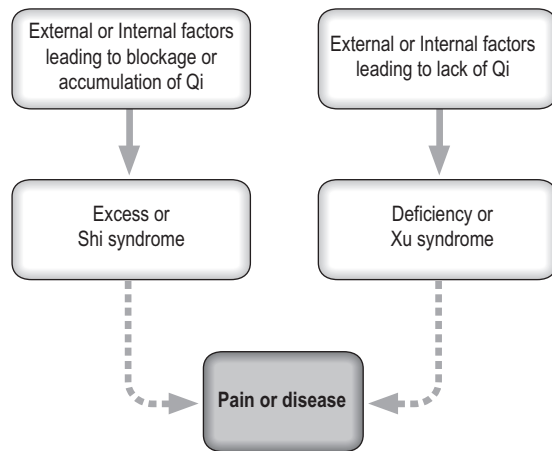 External or Internal factors
leading to blockage or
accumulation of Qi
External or Internal factors
leading to lack of Qi
Excess or
Shi syndrome
Deficiency or
Xu syndrome
Pain or disease